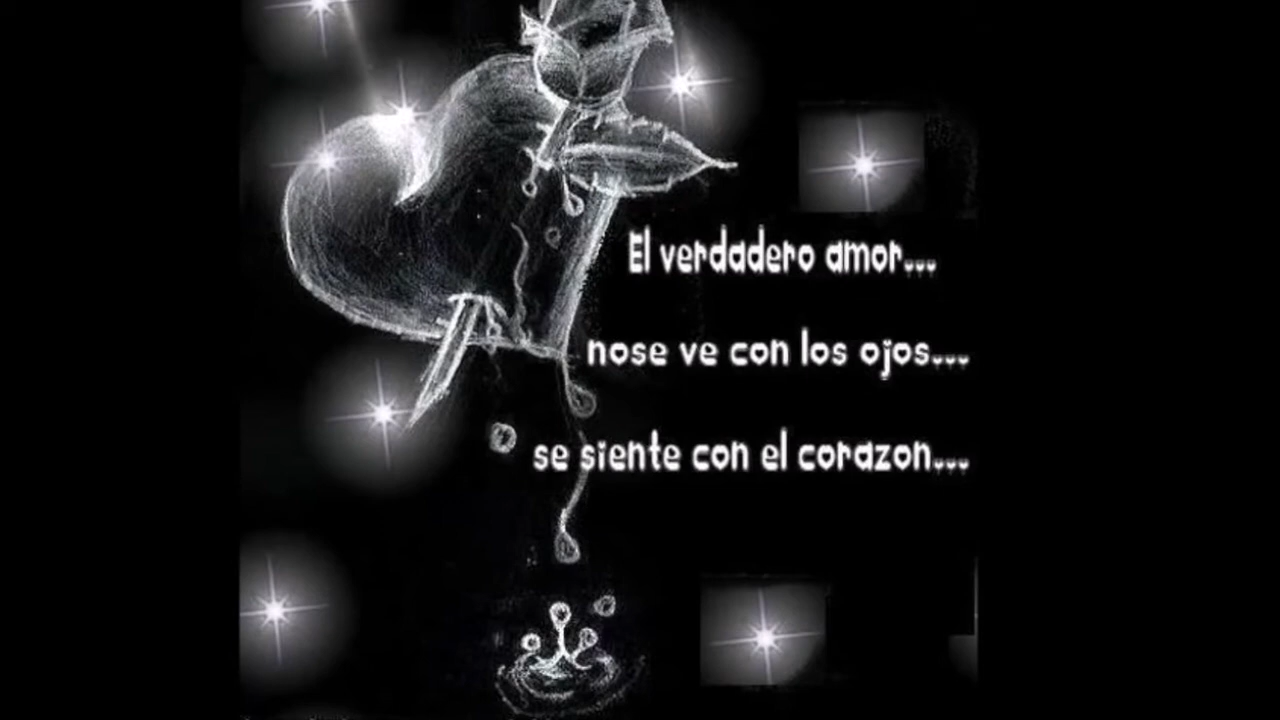 El verdadero amor...
nose ve con los ojos...
se siente con el corazon...